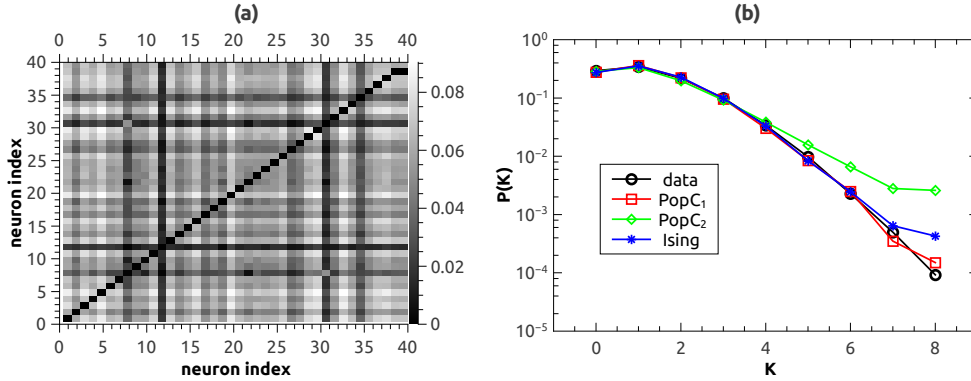 (a)
0 5 10 15 20 25 30 35 40
40
35
30
25
20
15
10
5
0
neuron index
0 5 10 15 20 25 30 35 40
neuron index
0.08
0.06
0.04
0.02
0
(b)
10⁰
10⁻¹
10⁻²
10⁻³
10⁻⁴
10⁻⁵
P(K)
data
PopC₁
PopC₂
Ising
0 2 4 6 8
K